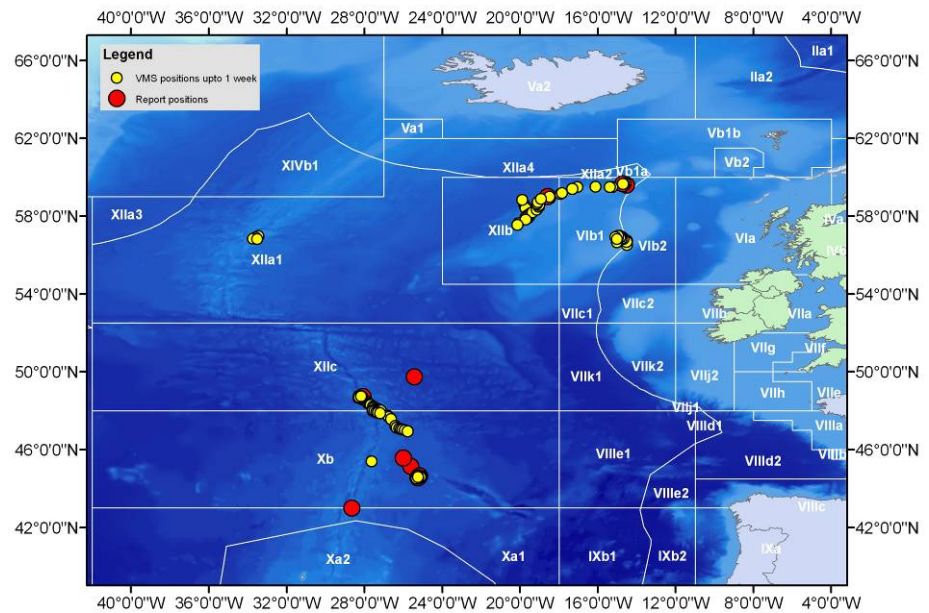 40°0'0"W 36°0'0"W 32°0'0"W 28°0'0"W 24°0'0"W 20°0'0"W 16°0'0"W 12°0'0"W 8°0'0"W 4°0'0"W
Legend
VMS positions upto 1 week
Report positions
66°0'0"N 66°0'0"N
IIa1
IIa2
Va2
Va1
Vb1b
62°0'0"N 62°0'0"N
XIVb1
XIIa4
XIIa2
Vb1a
Vb2
XIIa3
58°0'0"N 58°0'0"N
XIIb
VIb1
VIb2
VIa
IVa
XIIa1
54°0'0"N 54°0'0"N
VIIc1
VIIc2
VIIb
VIIa
XIIc
VIIg
VIIf
50°0'0"N 50°0'0"N
VIIk1
VIIk2
VIIj2
VIIh
VIIe
VIIj1
VIIId1
VIIIa
46°0'0"N 46°0'0"N
Xb
VIIIe1
VIIId2
VIIIb
VIIIe2
VIIIc
42°0'0"N 42°0'0"N
Xa2
Xa1
IXb1
IXb2
IXa
40°0'0"W 36°0'0"W 32°0'0"W 28°0'0"W 24°0'0"W 20°0'0"W 16°0'0"W 12°0'0"W 8°0'0"W 4°0'0"W